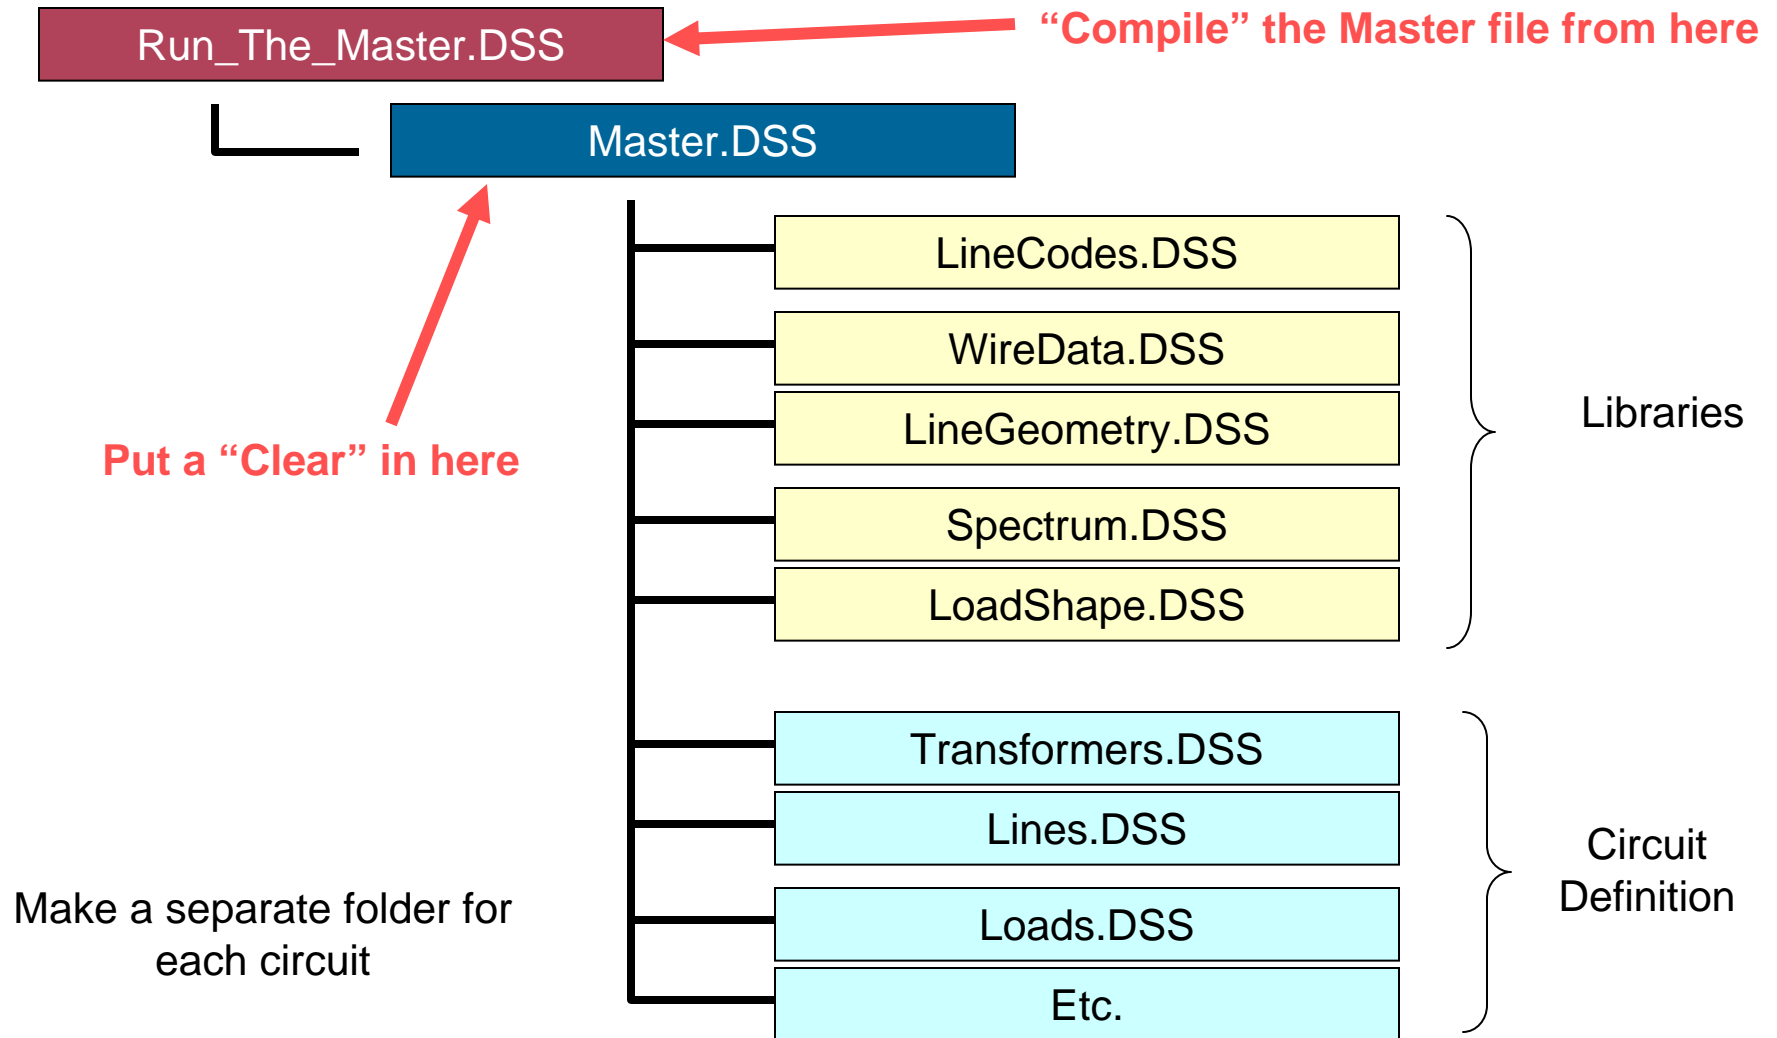 Run_The_Master.DSS
“Compile” the Master file from here
Master.DSS
LineCodes.DSS
WireData.DSS
LineGeometry.DSS
Spectrum.DSS
LoadShape.DSS
Libraries
Put a “Clear” in here
Transformers.DSS
Lines.DSS
Loads.DSS
Etc.
Circuit
Definition
Make a separate folder for
each circuit